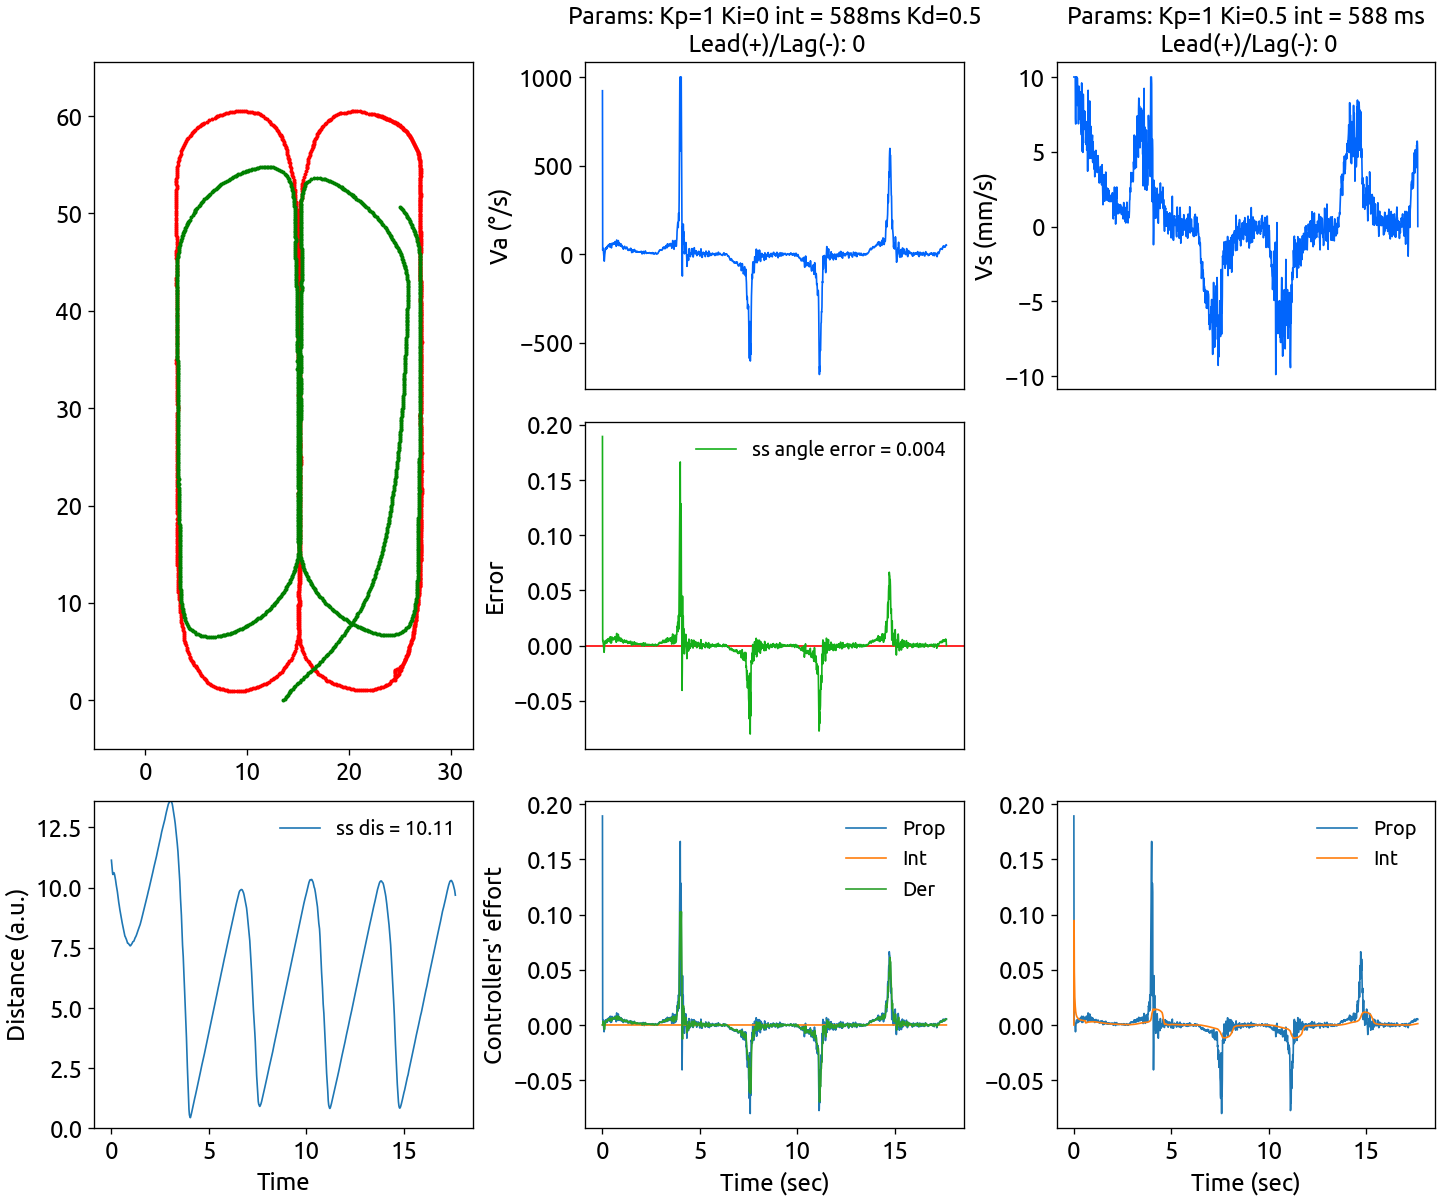 Params: Kp=1 Ki=0 int = 588ms Kd=0.5
Lead(+)/Lag(-): 0
Params: Kp=1 Ki=0.5 int = 588 ms
Lead(+)/Lag(-): 0
60
50
40
30
20
10
0
0 10 20 30
1000
500
0
−500
Va (°/s)
10
5
0
−5
−10
Vs (mm/s)
0.20
0.15
0.10
0.05
0.00
−0.05
Error
ss angle error = 0.004
12.5
10.0
7.5
5.0
2.5
0.0
Distance (a.u.)
ss dis = 10.11
0 5 10 15
Time
0.20
0.15
0.10
0.05
0.00
−0.05
Controllers' effort
Prop
Int
Der
0 5 10 15
Time (sec)
0.20
0.15
0.10
0.05
0.00
−0.05
Prop
Int
0 5 10 15
Time (sec)